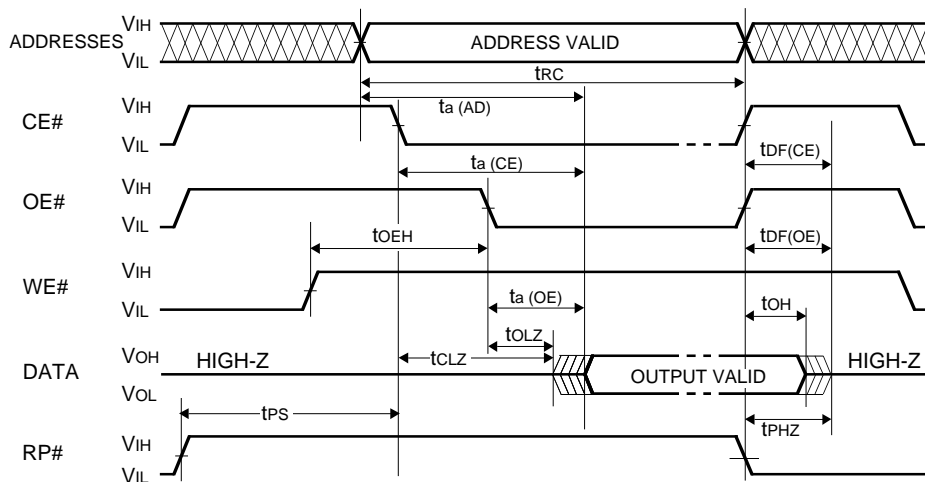 ADDRESSES
VIH
VIL
ADDRESS VALID
tRC
ta (AD)
CE#
VIH
VIL
tDF(CE)
ta (CE)
OE#
VIH
VIL
tOEH
tDF(OE)
WE#
VIH
VIL
ta (OE)
tOH
tOLZ
DATA
VOH
VOL
HIGH-Z
tCLZ
OUTPUT VALID
HIGH-Z
tPS
tPHZ
RP#
VIH
VIL